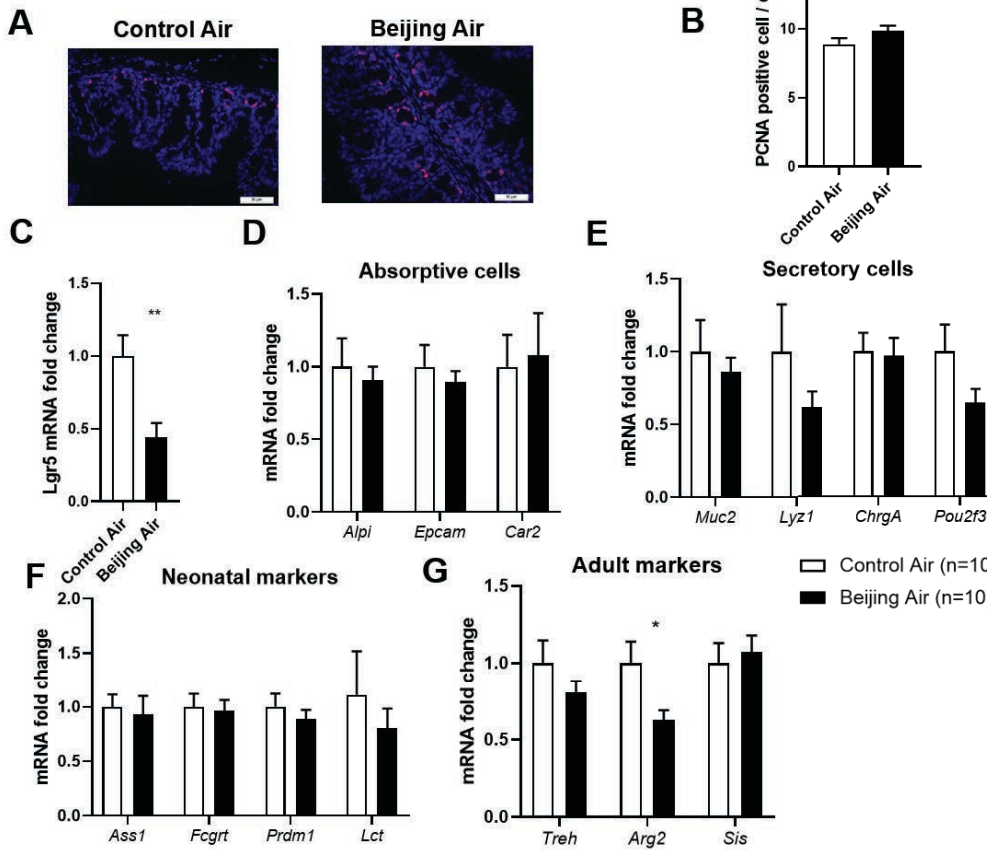 A
Control Air
Beijing Air
B
PCNA positive cell /
10
5
0
Control Air
Beijing Air
C
Lgr5 mRNA fold change
1.5
1.0
0.5
0.0
**
Control Air
Beijing Air
D
Absorptive cells
mRNA fold change
1.5
1.0
0.5
0.0
Alpi
Epcam
Car2
E
Secretory cells
mRNA fold change
1.5
1.0
0.5
0.0
Muc2
Lyz1
ChrgA
Pou2f3
F
Neonatal markers
mRNA fold change
2.0
1.5
1.0
0.5
0.0
Ass1
Fcgrt
Prdm1
Lct
G
Adult markers
mRNA fold change
1.5
1.0
0.5
0.0
*
Treh
Arg2
Sis
Control Air (n=10
Beijing Air (n=10